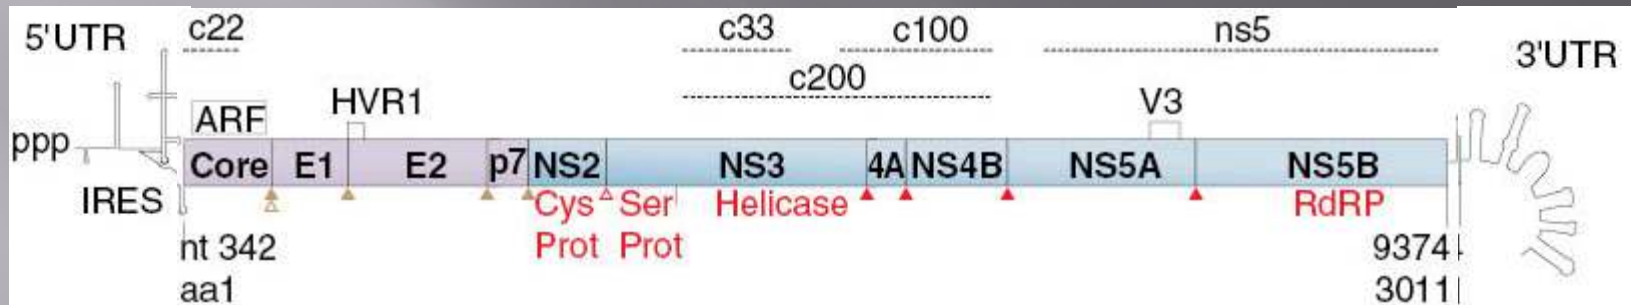 5'UTR c22 c33 c100 ns5 3'UTR
c200
ARF HVR1 V3
ppp
Core E1 E2 p7 NS2 NS3 4A NS4B NS5A NS5B
IRES Cys Ser Helicase RdRP
nt 342 Prot Prot 9374
aa1 3011